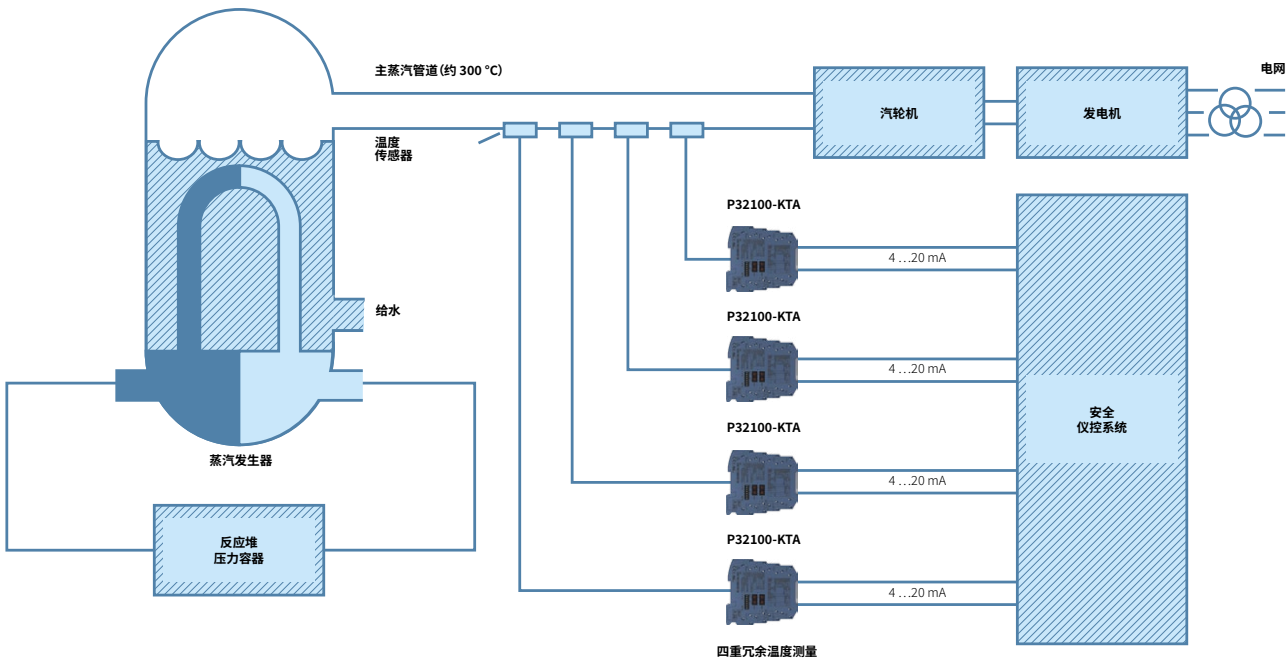 主蒸汽管道（约 300 °C）
电网
汽轮机
发电机
温度
传感器
P32100-KTA
4 …20 mA
给水
P32100-KTA
4 …20 mA
安全
仪控系统
P32100-KTA
蒸汽发生器
4 …20 mA
反应堆
压力容器
P32100-KTA
4 …20 mA
四重冗余温度测量